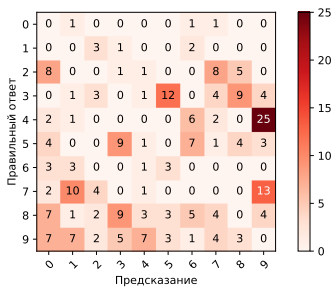 0 0 1 0 0 0 0 1 1 0 0 25
1 0 0 3 1 0 0 2 0 0 0
2 8 0 0 1 1 0 0 8 5 0 20
3 0 1 3 0 1 12 0 4 9 4
Правильный ответ
4 2 1 0 0 0 0 6 2 0 25 15
5 4 0 0 9 0 0 7 1 4 3 10
6 3 3 0 0 1 3 0 0 0 0
7 2 10 4 0 1 0 0 0 0 13 5
8 7 1 2 9 3 3 5 4 0 4
9 7 7 2 5 7 3 1 4 3 0 0
0 1 2 3 4 5 6 7 8 9
Предсказание